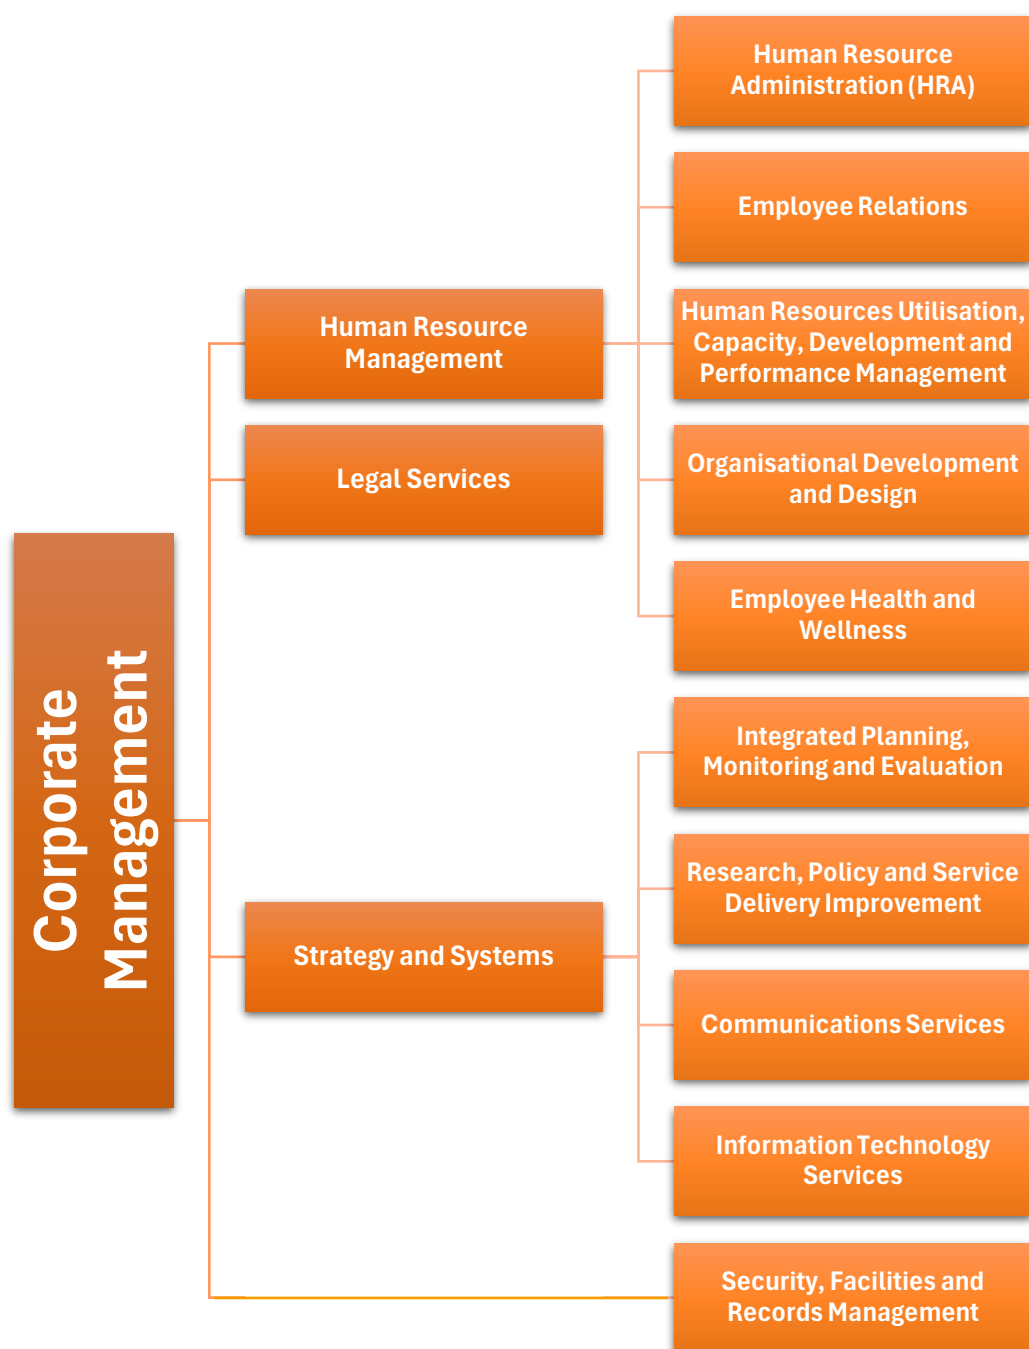 Corporate
Management
Human Resource
Management
Legal Services
Strategy and Systems
Human Resource
Administration (HRA)
Employee Relations
Human Resources Utilisation,
Capacity, Development and
Performance Management
Organisational Development
and Design
Employee Health and
Wellness
Integrated Planning,
Monitoring and Evaluation
Research, Policy and Service
Delivery Improvement
Communications Services
Information Technology
Services
Security, Facilities and
Records Management